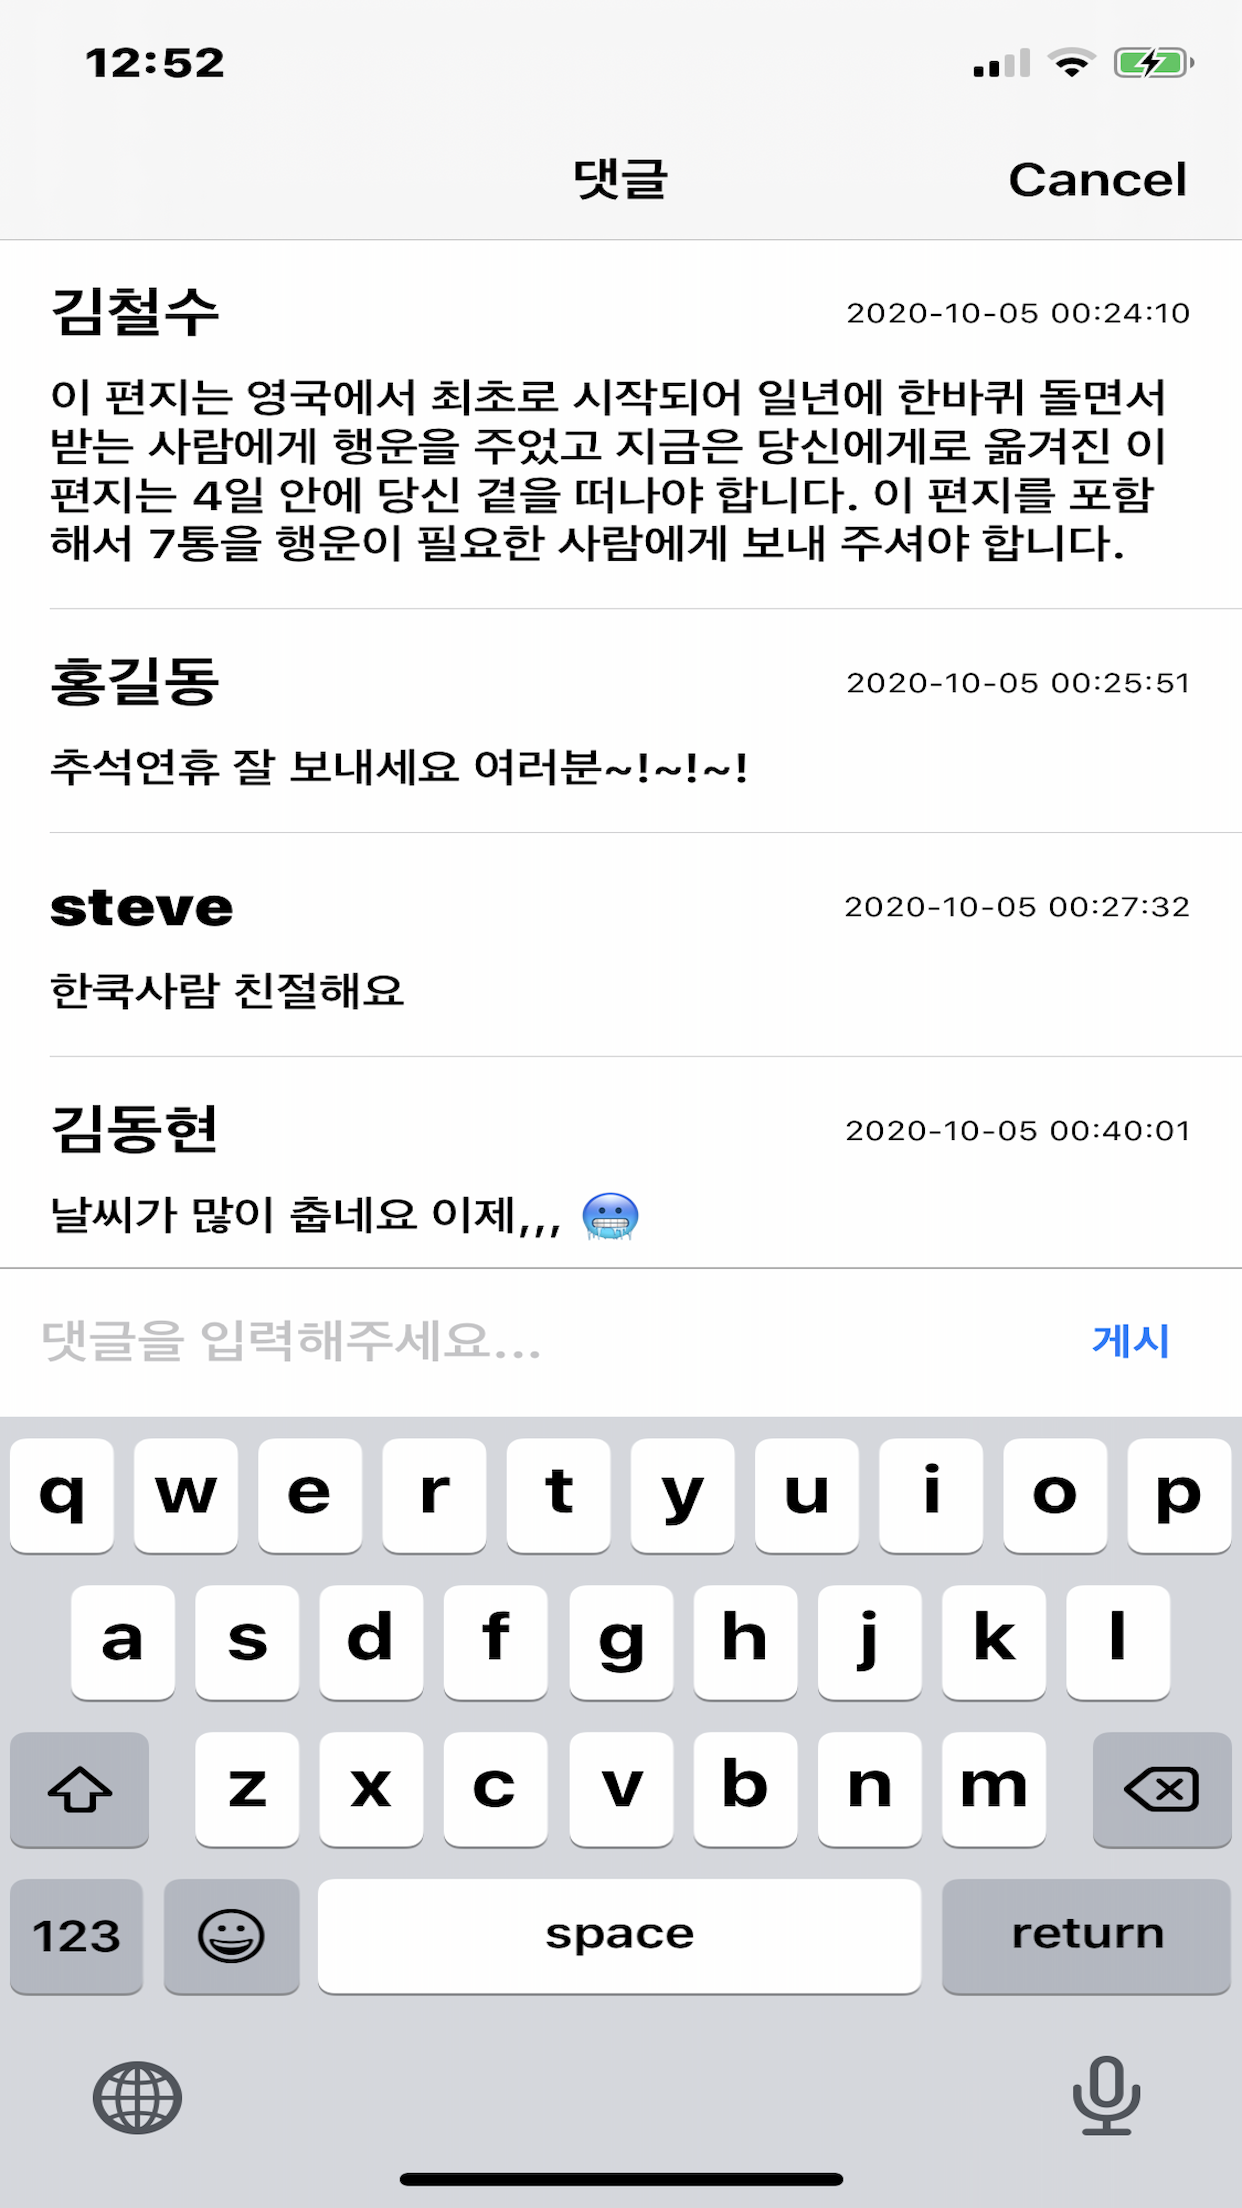 12:52
댓글
Cancel
김철수
2020-10-05 00:24:10
이 편지는 영국에서 최초로 시작되어 일년에 한바퀴 돌면서
받는 사람에게 행운을 주었고 지금은 당신에게로 옮겨진 이
편지는 4일 안에 당신 곁을 떠나야 합니다. 이 편지를 포함
해서 7통을 행운이 필요한 사람에게 보내 주셔야 합니다.
홍길동
2020-10-05 00:25:51
추석연휴 잘 보내세요 여러분~!~!~!
steve
2020-10-05 00:27:32
한쿡사람 친절해요
김동현
2020-10-05 00:40:01
날씨가 많이 춥네요 이제,,, 🥶
댓글을 입력해주세요...
게시
q w e r t y u i o p
a s d f g h j k l
z x c v b n m
123
space
return